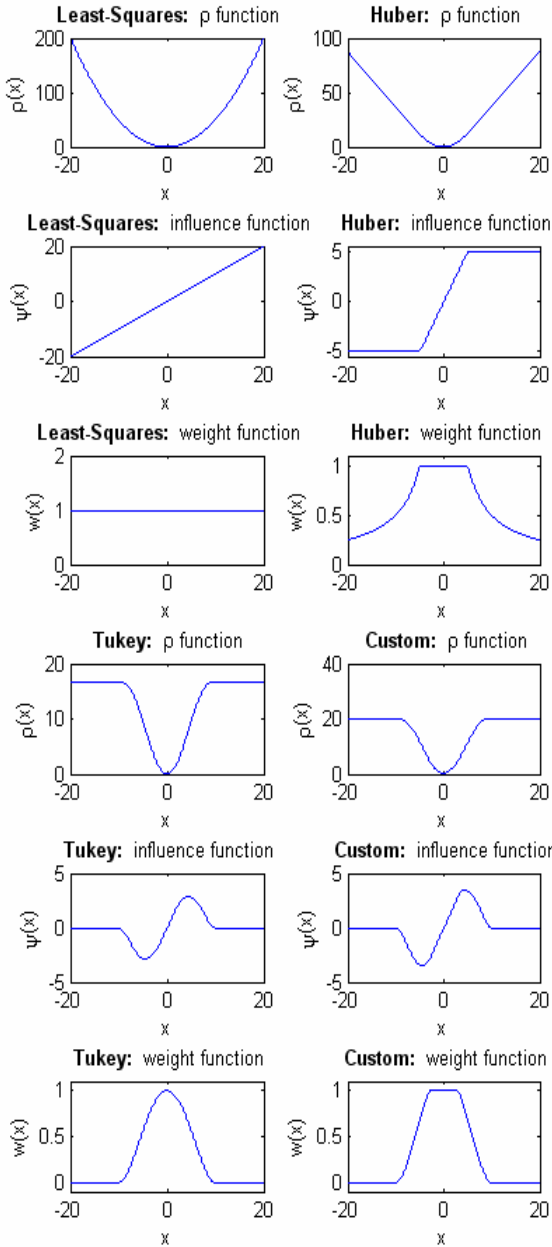 Least-Squares: ρ function
200
100
0
-20 0 20
ρ(x)
x
Huber: ρ function
100
50
0
-20 0 20
ρ(x)
x
Least-Squares: influence function
20
0
-20
-20 0 20
ψ(x)
x
Huber: influence function
5
0
-5
-20 0 20
ψ(x)
x
Least-Squares: weight function
2
1
0
-20 0 20
w(x)
x
Huber: weight function
1
0.5
0
-20 0 20
w(x)
x
Tukey: ρ function
20
10
0
-20 0 20
ρ(x)
x
Custom: ρ function
40
20
0
-20 0 20
ρ(x)
x
Tukey: influence function
5
0
-5
-20 0 20
ψ(x)
x
Custom: influence function
5
0
-5
-20 0 20
ψ(x)
x
Tukey: weight function
1
0.5
0
-20 0 20
w(x)
x
Custom: weight function
1
0.5
0
-20 0 20
w(x)
x